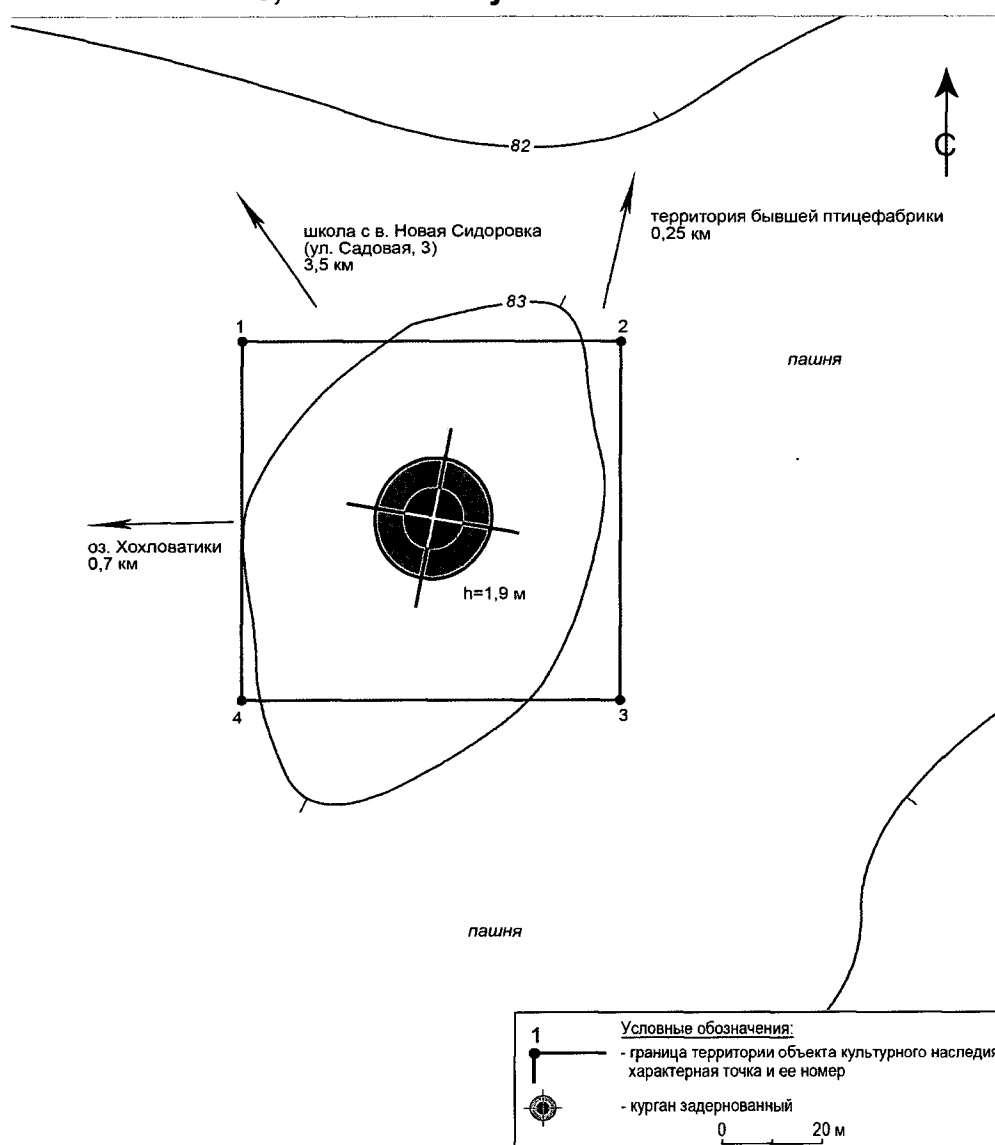 82
С
школа с в. Новая Сидоровка
(ул. Садовая, 3)
3,5 км
территория бывшей птицефабрики
0,25 км
83
1
2
пашня
оз. Хохловатики
0,7 км
h=1,9 м
4
3
пашня
Условные обозначения:
1
- граница территории объекта культурного наследия
характерная точка и ее номер
- курган задернованный
0
20 м